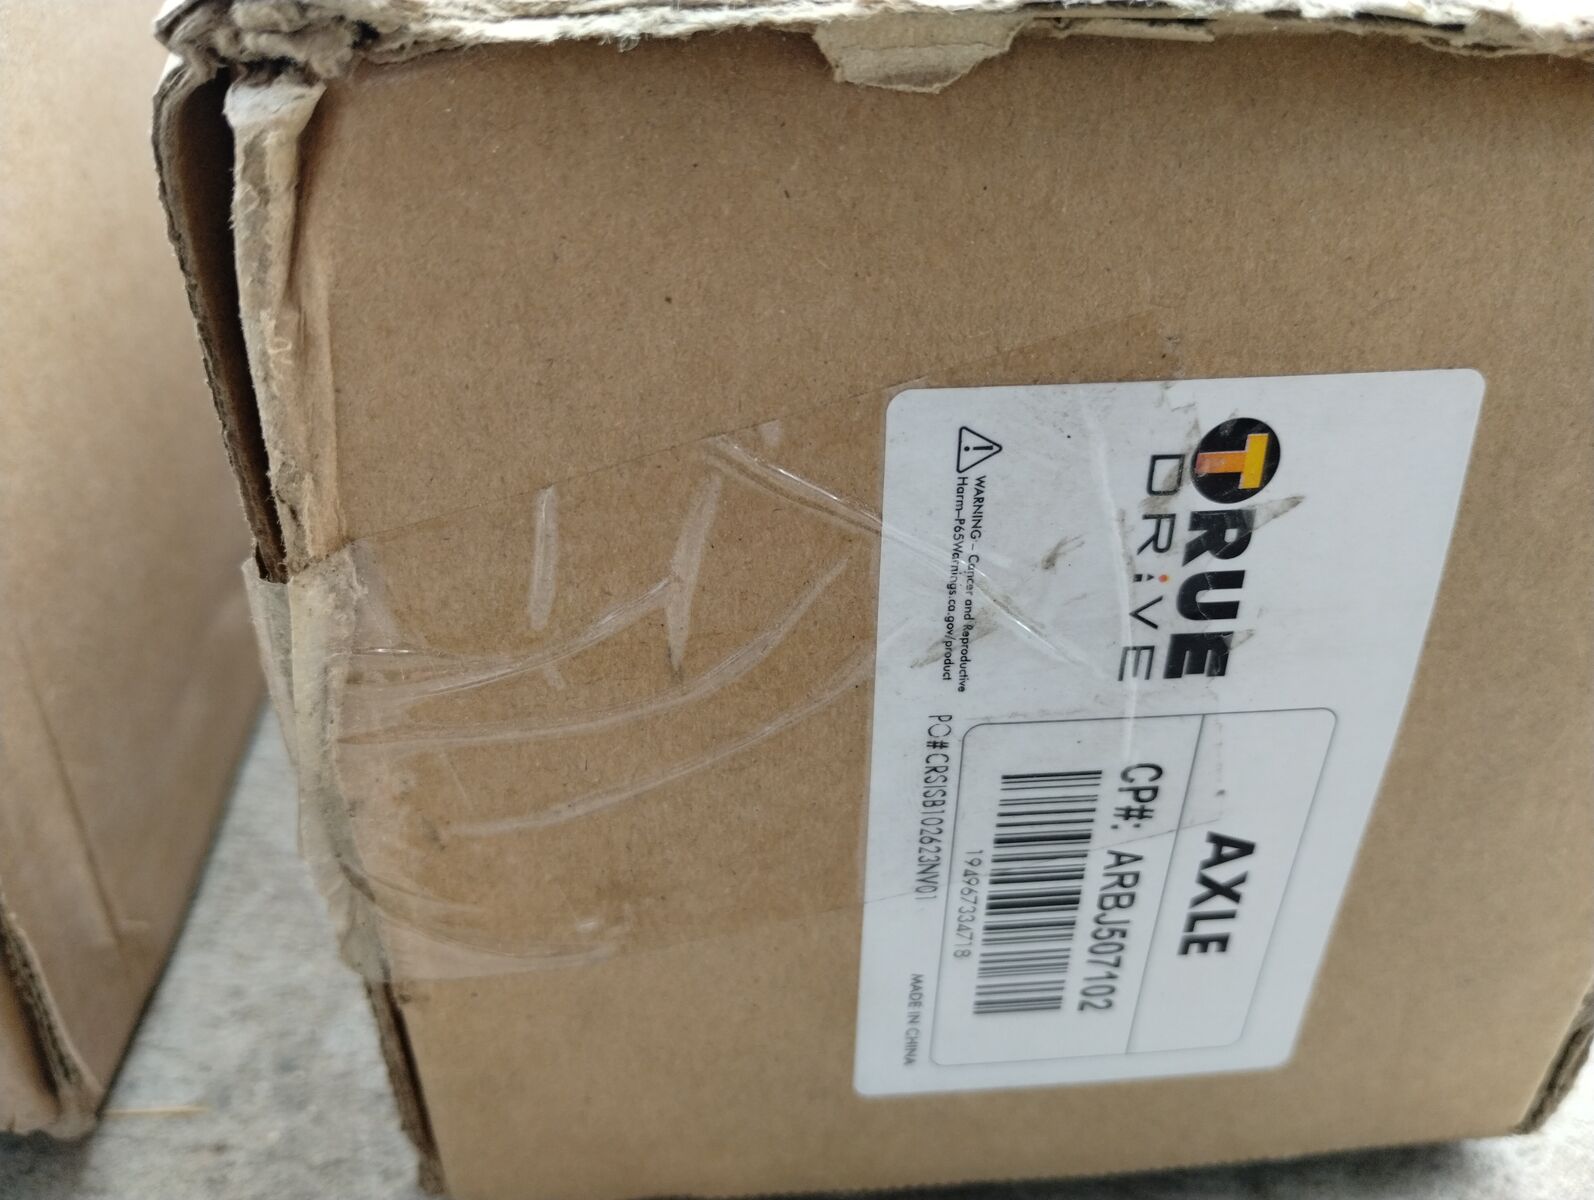 TRUE
DRiVE
AXLE
CP#: ARBJ507102
194967334718
WARNING - Cancer and Reproductive
Harm-P65Warnings.ca.gov/product
PO#CRSISB102623NV01
MADE IN CHINA